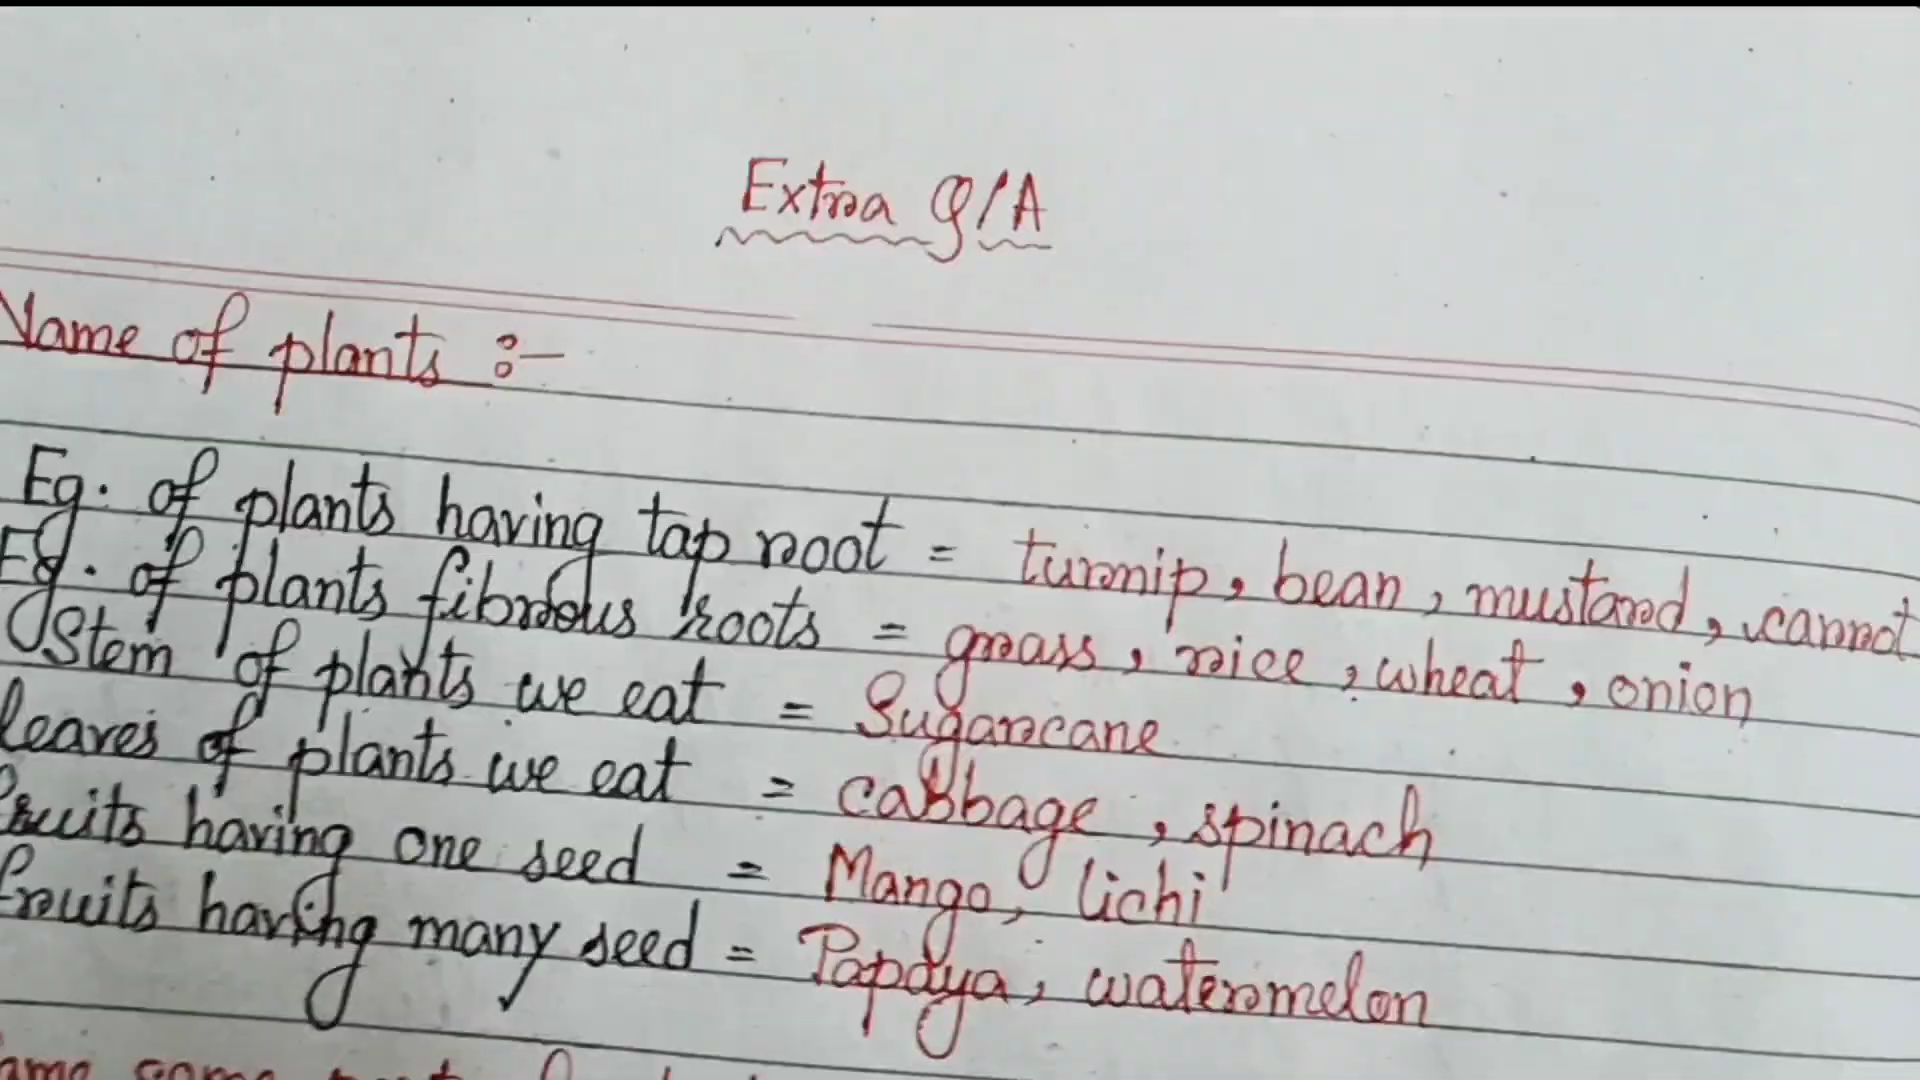 Extra Q/A
Name of plants :-
Eg. of plants having tap root = turnip, bean, mustard, carrot
Eg. of plants fibrous roots = grass, rice, wheat, onion
Stem of plants we eat = Sugarcane
leaves of plants we eat = cabbage, spinach
Fruits having one seed = Mango, lichi
fruits having many seed = Papaya, watermelon